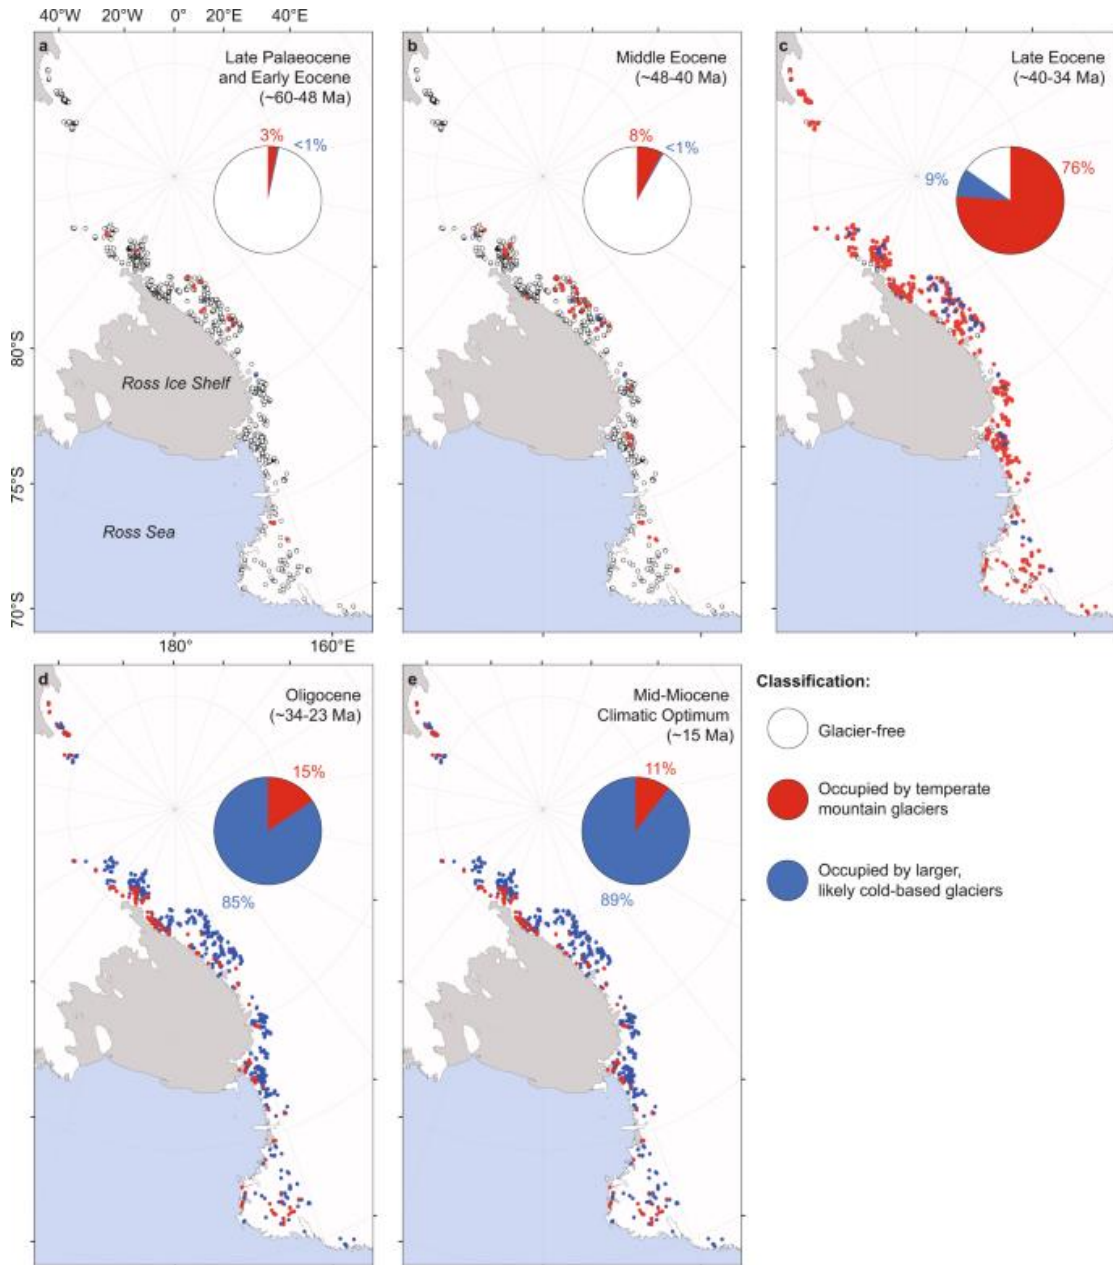 40°W 20°W 0° 20°E 40°E
a
Late Palaeocene
and Early Eocene
(~60-48 Ma)
3%
<1%
80°S
Ross Ice Shelf
75°S
Ross Sea
70°S
180° 160°E
b
Middle Eocene
(~48-40 Ma)
8%
<1%
c
Late Eocene
(~40-34 Ma)
9%
76%
d
Oligocene
(~34-23 Ma)
15%
85%
e
Mid-Miocene
Climatic Optimum
(~15 Ma)
11%
89%
Classification:
Glacier-free
Occupied by temperate
mountain glaciers
Occupied by larger,
likely cold-based glaciers